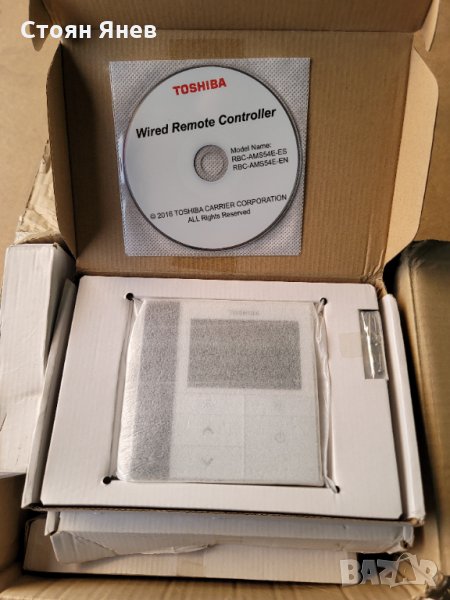 Стоян Янев
TOSHIBA
Wired Remote Controller
Model Name:
RBC-AMS54E-ES
RBC-AMS54E-EN
© 2016 TOSHIBA CARRIER CORPORATION
ALL Rights Reserved
TOSHIBA
BAZAR